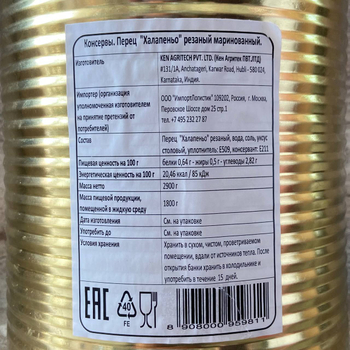 Консервы. Перец "Халапеньо" резаный маринованный.
Изготовитель KEN AGRITECH PVT. LTD. (Кен Агритек ПВТ.ЛТД)
#131/1A, Anchatageri, Karwar Road, Hubli - 580 024,
Karnataka, Индия.
Импортер (организация уполномоченная изготовителем на принятие претензий от потребителей) ООО "ИмпортЛогистик" 109202, Россия, г. Москва,
Перовское Шоссе дом 25 стр.1
тел. +7 495 232 27 87
Состав Перец "Халапеньо" резаный, вода, соль, уксус
столовый, уплотнитель: E509, консервант: E211
Пищевая ценность на 100 г белки 0,64 г - жиры 0,5 г - углеводы 2,82 г
Энергетическая ценность на 100 г 20,46 ккал / 85 кДж
Масса нетто 2900 г
Масса пищевой продукции, помещенной в жидкую среду 1800 г
Дата изготовления См. на упаковке
Употребить до См. на упаковке
Условия хранения Хранить в сухом, чистом, проветриваемом
помещении, вдали от источников тепла. После
открытия банки хранить в холодильнике и
употребить в течение 15 дней.
EAC
40
FE
8 908000 959811